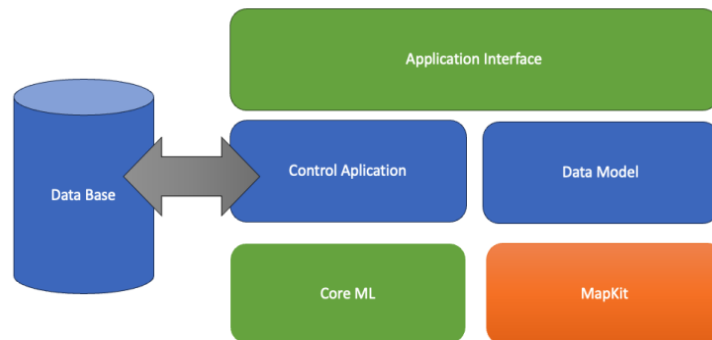 Application Interface
Data Base
Control Aplication
Data Model
Core ML
MapKit